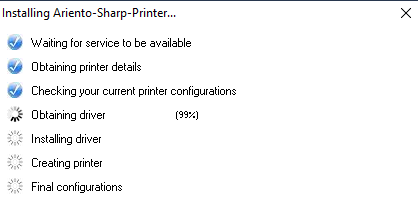 Installing Ariento-Sharp-Printer...
Waiting for service to be available
Obtaining printer details
Checking your current printer configurations
Obtaining driver (99%)
Installing driver
Creating printer
Final configurations